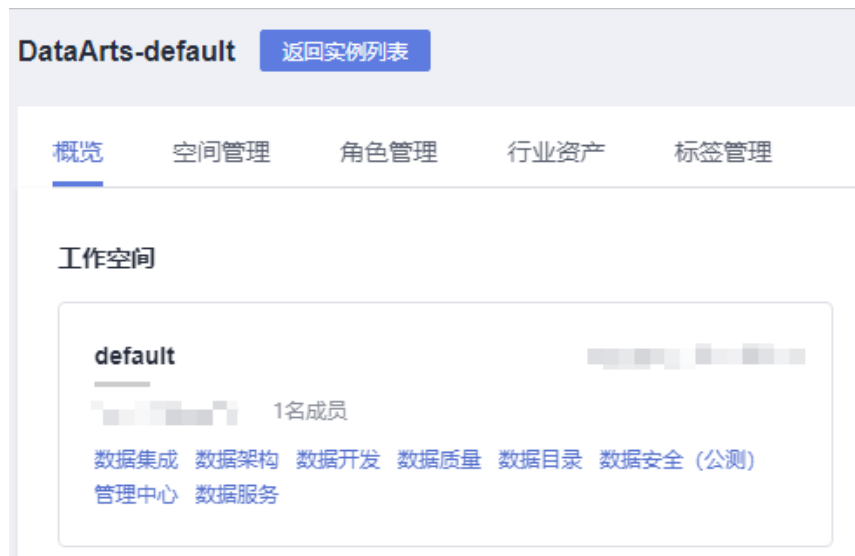 DataArts-default 返回实例列表
概览 空间管理 角色管理 行业资产 标签管理
工作空间
default
1名成员
数据集成 数据架构 数据开发 数据质量 数据目录 数据安全（公测）
管理中心 数据服务